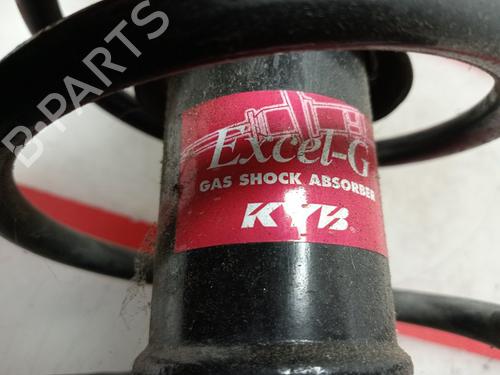 B-PARTS
Excel-G
GAS SHOCK ABSORBER
KYB